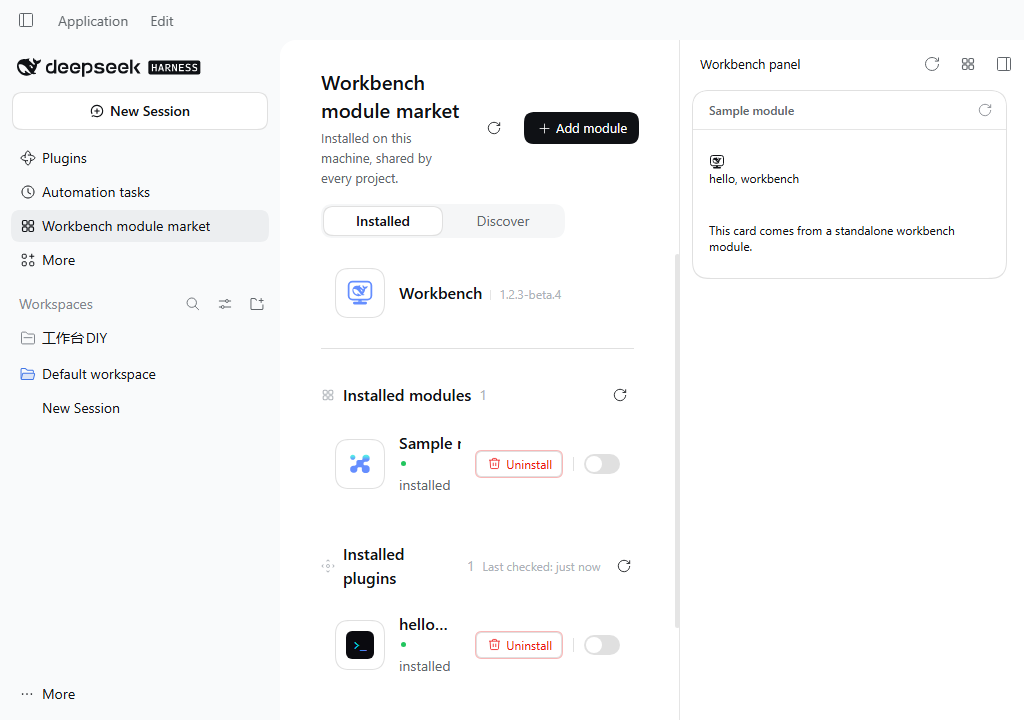 Application Edit
deepseek HARNESS
New Session
Plugins
Automation tasks
Workbench module market
More
Workspaces
工作台DIY
Default workspace
New Session
More
Workbench
module market
Installed on this
machine, shared by
every project.
Add module
Installed Discover
Workbench 1.2.3-beta.4
Installed modules 1
Sample
installed
Uninstall
Installed
plugins
1 Last checked: just now
hello...
installed
Uninstall
Workbench panel
Sample module
hello, workbench
This card comes from a standalone workbench
module.